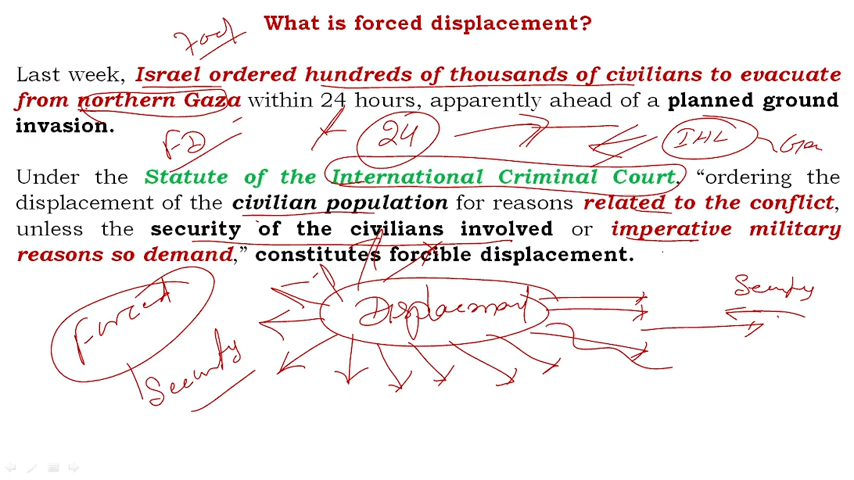 What is forced displacement?
Last week, Israel ordered hundreds of thousands of civilians to evacuate
from northern Gaza within 24 hours, apparently ahead of a planned ground
invasion.
F.D
24
IHL
Under the Statute of the International Criminal Court, "ordering the
displacement of the civilian population for reasons related to the conflict,
unless the security of the civilians involved or imperative military
reasons so demand," constitutes forcible displacement.
Forced
Displacement
Security
Security